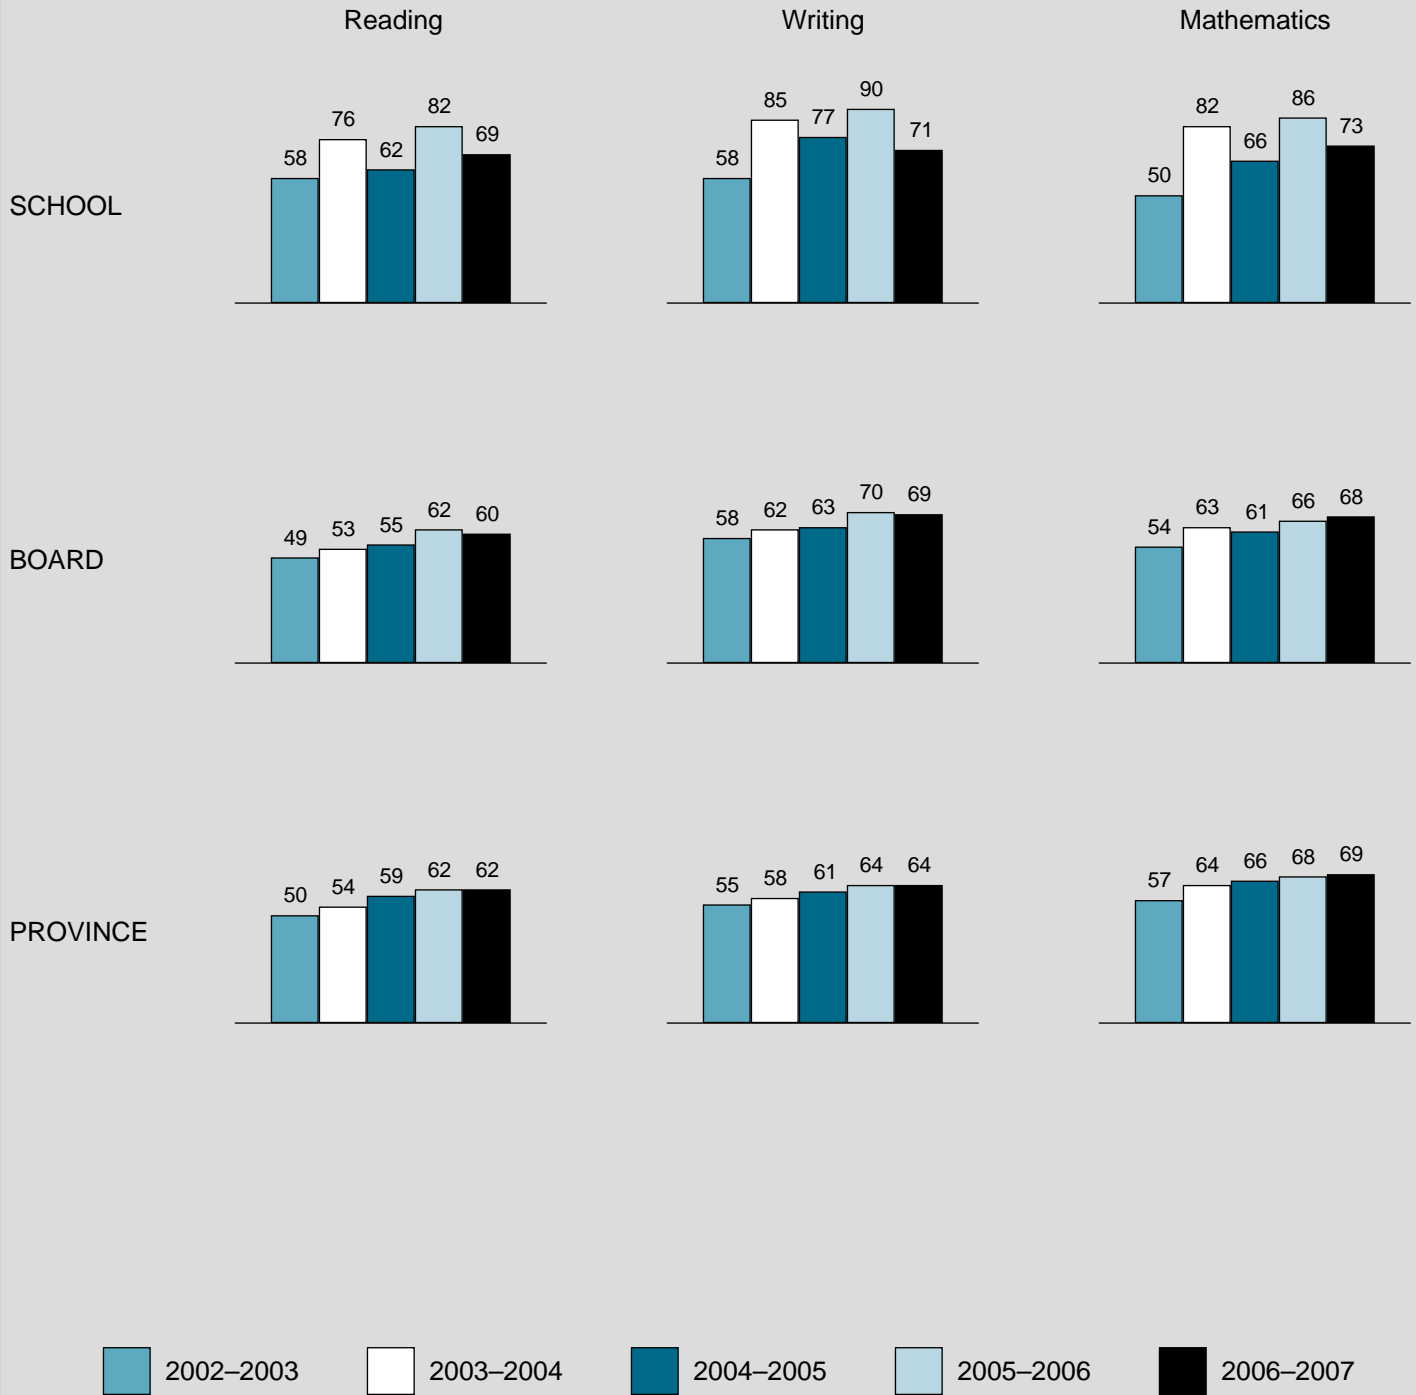 Reading Writing Mathematics
SCHOOL
58 76 62 82 69
58 85 77 90 71
50 82 66 86 73
BOARD
49 53 55 62 60
58 62 63 70 69
54 63 61 66 68
PROVINCE
50 54 59 62 62
55 58 61 64 64
57 64 66 68 69
2002–2003 2003–2004 2004–2005 2005–2006 2006–2007